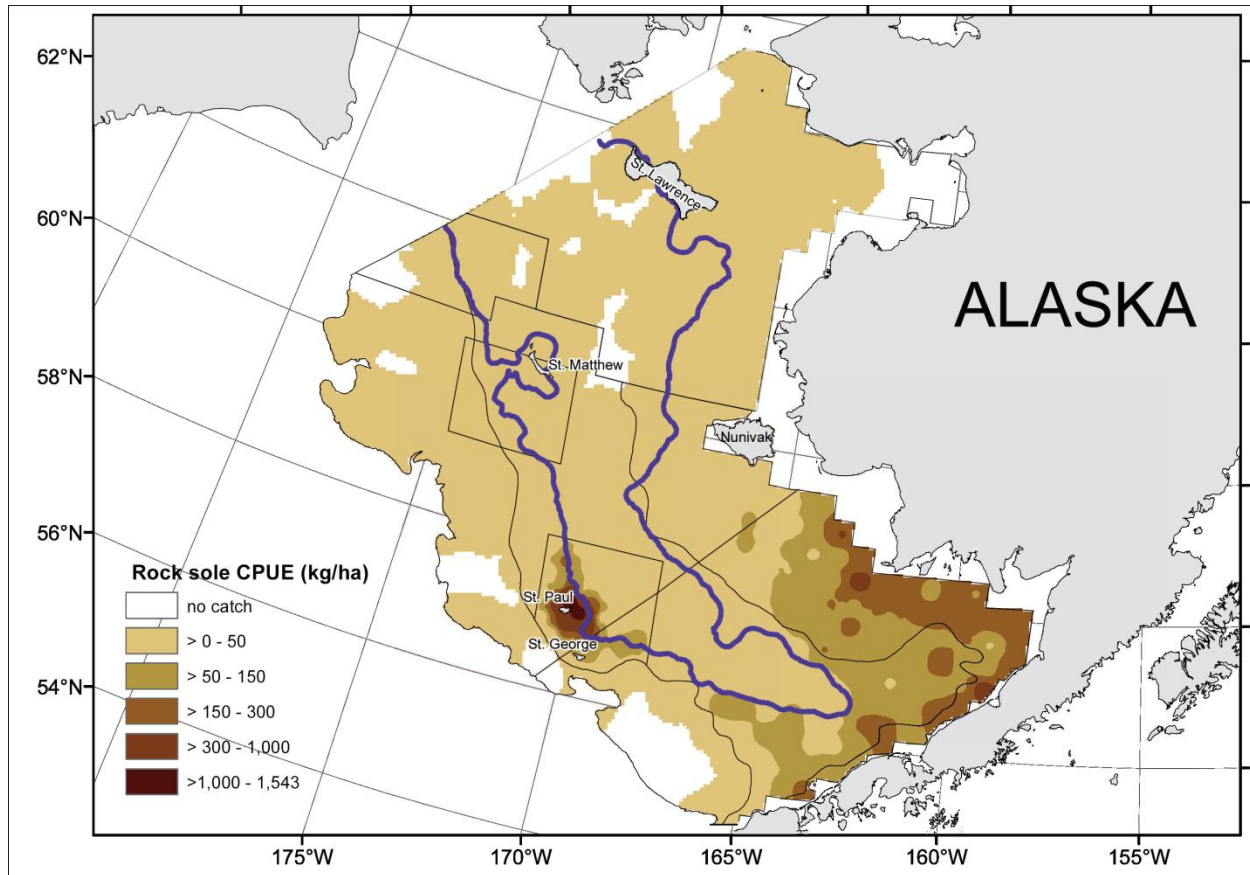 62°N
60°N
58°N
56°N
54°N
St. Lawrence
ALASKA
St. Matthew
Nunivak
St. Paul
St. George
Rock sole CPUE (kg/ha)
no catch
> 0 - 50
> 50 - 150
> 150 - 300
> 300 - 1,000
>1,000 - 1,543
175°W
170°W
165°W
160°W
155°W